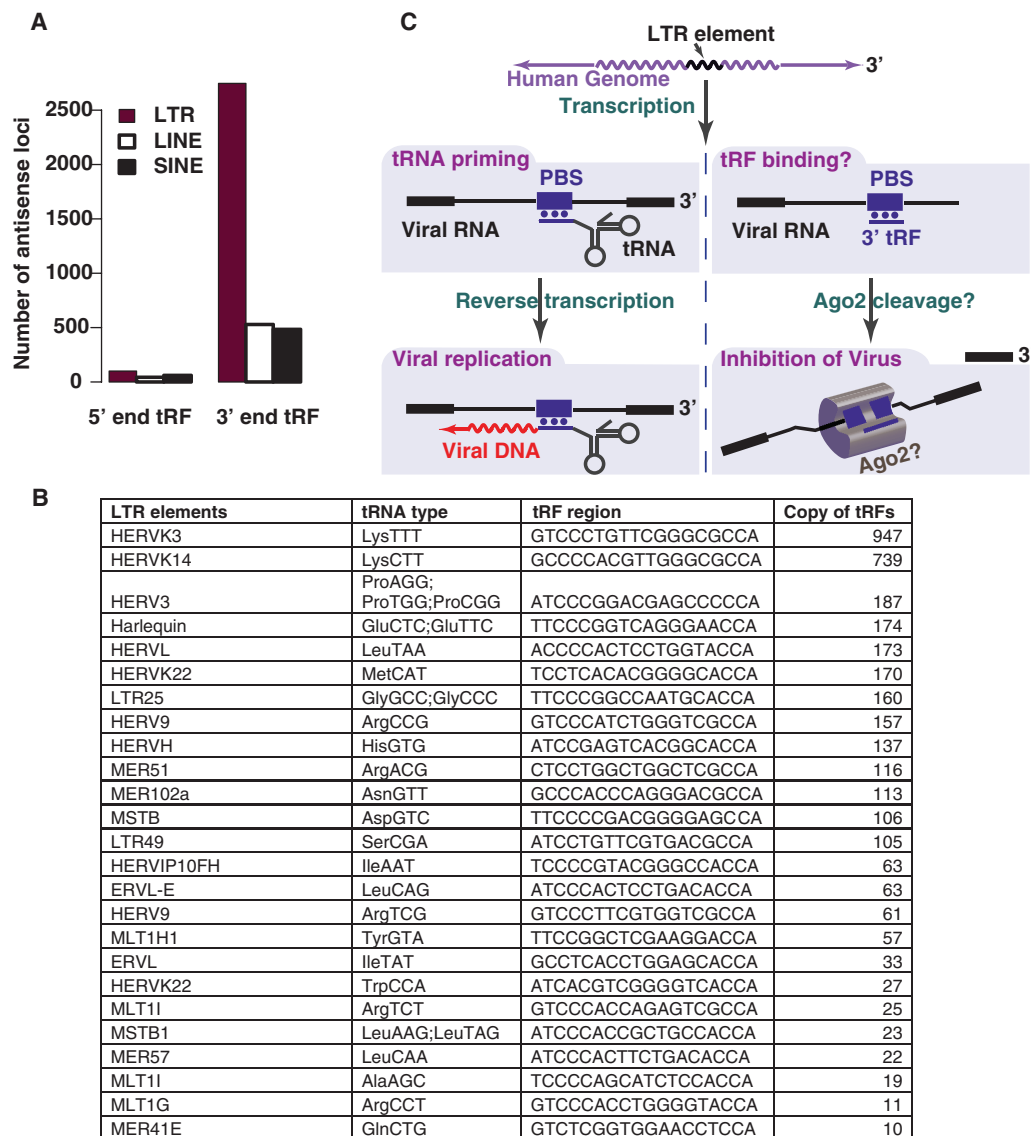 A
Number of antisense loci
2500
2000
1500
1000
500
0
LTR
LINE
SINE
5’ end tRF 3’ end tRF
C
LTR element
Human Genome
3’
Transcription
tRNA priming
PBS
3’
Viral RNA
tRNA
Reverse transcription
Viral replication
3’
Viral DNA
tRF binding?
PBS
Viral RNA
3’ tRF
Ago2 cleavage?
Inhibition of Virus
3
Ago2?
B
LTR elements tRNA type tRF region Copy of tRFs
HERVK3 LysTTT GTCCCTGTTCGGGCGCCA 947
HERVK14 LysCTT GCCCCACGTTGGGCGCCA 739
ProAGG;
HERV3 ProTGG;ProCGG ATCCCGGACGAGCCCCCA 187
Harlequin GluCTC;GluTTC TTCCCGGTCAGGGAACCA 174
HERVL LeuTAA ACCCCACTCCTGGTACCA 173
HERVK22 MetCAT TCCTCACACGGGGCACCA 170
LTR25 GlyGCC;GlyCCC TTCCCGGCCAATGCACCA 160
HERV9 ArgCCG GTCCCATCTGGGTCGCCA 157
HERVH HisGTG ATCCGAGTCACGGCACCA 137
MER51 ArgACG CTCCTGGCTGGCTCGCCA 116
MER102a AsnGTT GCCCACCCAGGGACGCCA 113
MSTB AspGTC TTCCCCGACGGGGAGCCA 106
LTR49 SerCGA ATCCTGTTCGTGACGCCA 105
HERVIP10FH IleAAT TCCCCGTACGGGCCACCA 63
ERVL-E LeuCAG ATCCCACTCCTGACACCA 63
HERV9 ArgTCG GTCCCTTCGTGGTCGCCA 61
MLT1H1 TyrGTA TTCCGGCTCGAAGGACCA 57
ERVL IleTAT GCCTCACCTGGAGCACCA 33
HERVK22 TrpCCA ATCACGTCGGGGTCACCA 27
MLT1I ArgTCT GTCCCACCAGAGTCGCCA 25
MSTB1 LeuAAG;LeuTAG ATCCCACCGCTGCCACCA 23
MER57 LeuCAA ATCCCACTTCTGACACCA 22
MLT1I AlaAGC TCCCCAGCATCTCCACCA 19
MLT1G ArgCCT GTCCCACCTGGGGTACCA 11
MER41E GlnCTG GTCTCGGTGGAACCTCCA 10